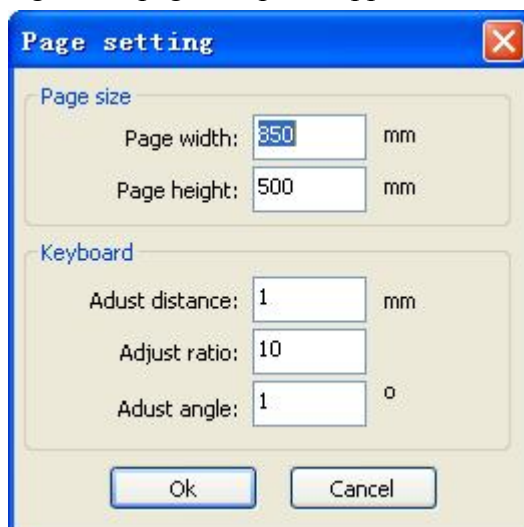 Page setting
Page size
Page width: 850 mm
Page height: 500 mm
Keyboard
Adust distance: 1 mm
Adjust ratio: 10
Adust angle: 1 o
Ok Cancel